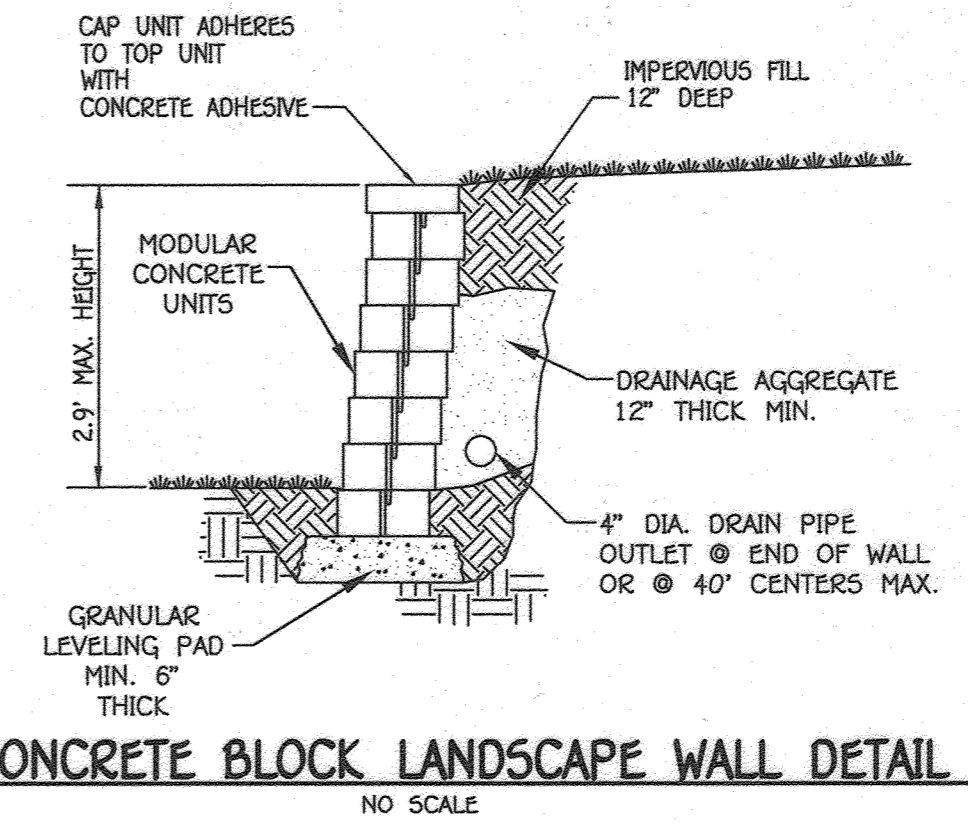 CAP UNIT ADHERES
TO TOP UNIT
WITH
CONCRETE ADHESIVE
IMPERVIOUS FILL
12" DEEP
MODULAR
CONCRETE
UNITS
2.9' MAX. HEIGHT
DRAINAGE AGGREGATE
12" THICK MIN.
4" DIA. DRAIN PIPE
OUTLET @ END OF WALL
OR @ 40' CENTERS MAX.
GRANULAR
LEVELING PAD
MIN. 6"
THICK
ONCRETE BLOCK LANDSCAPE WALL DETAIL
NO SCALE